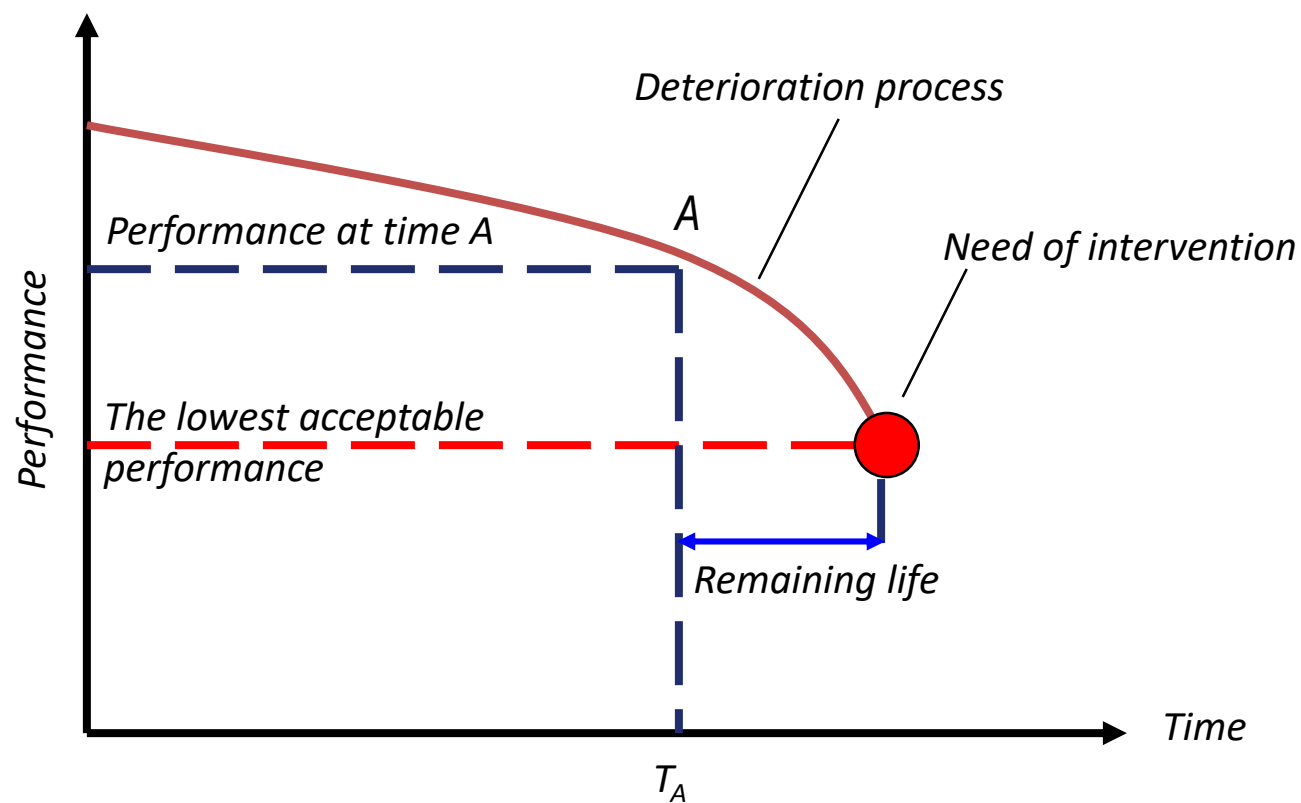 Deterioration process
A
Performance at time A
Need of intervention
Performance
The lowest acceptable
performance
Remaining life
Time
T_A